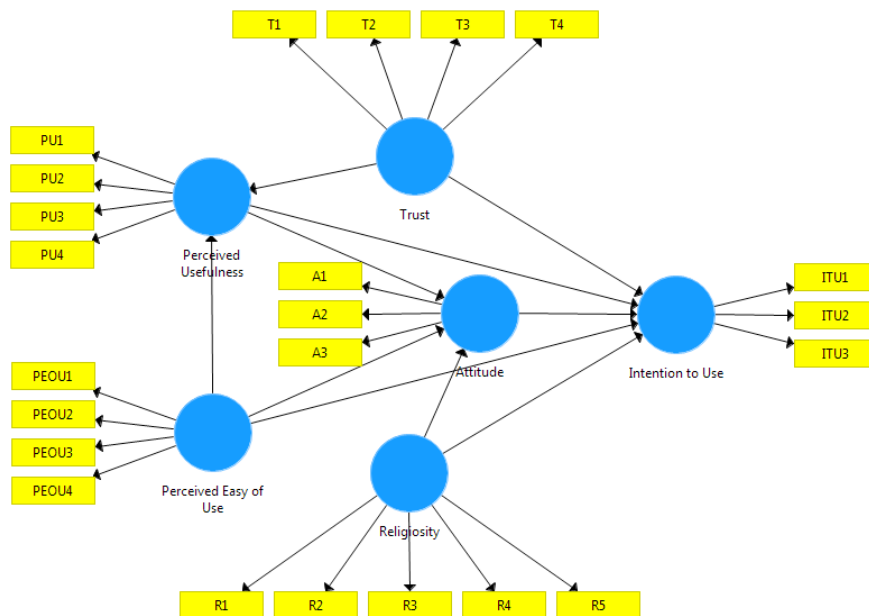 T1
T2
T3
T4
PU1
PU2
PU3
PU4
Perceived
Usefulness
Trust
A1
A2
A3
Attitude
ITU1
ITU2
ITU3
Intention to Use
PEOU1
PEOU2
PEOU3
PEOU4
Perceived Easy of
Use
Religiosity
R1
R2
R3
R4
R5